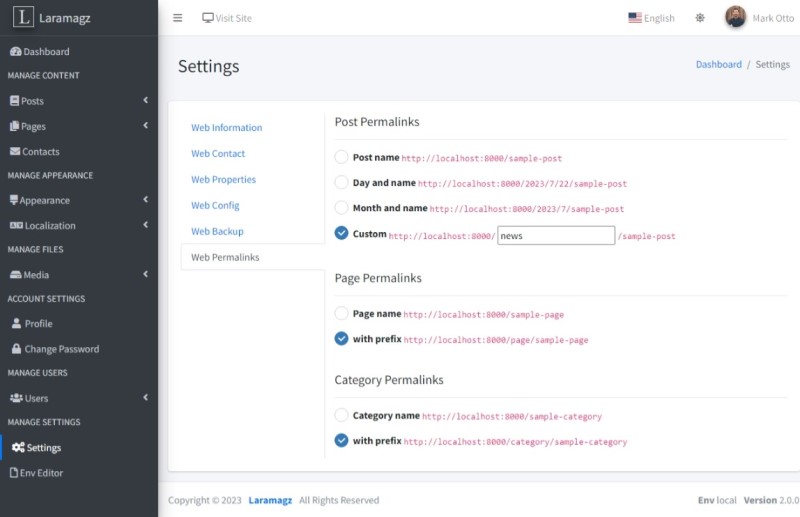 L Laramagz
Visit Site
English
Mark Otto
Dashboard
MANAGE CONTENT
Posts
Pages
Contacts
MANAGE APPEARANCE
Appearance
Localization
MANAGE FILES
Media
ACCOUNT SETTINGS
Profile
Change Password
MANAGE USERS
Users
MANAGE SETTINGS
Settings
Env Editor
Settings
Dashboard / Settings
Web Information
Web Contact
Web Properties
Web Config
Web Backup
Web Permalinks
Post Permalinks
Post name http://localhost:8000/sample-post
Day and name http://localhost:8000/2023/7/22/sample-post
Month and name http://localhost:8000/2023/7/sample-post
Custom http://localhost:8000/ news /sample-post
Page Permalinks
Page name http://localhost:8000/sample-page
with prefix http://localhost:8000/page/sample-page
Category Permalinks
Category name http://localhost:8000/sample-category
with prefix http://localhost:8000/category/sample-category
Copyright © 2023 Laramagz All Rights Reserved
Env local Version 2.0.0